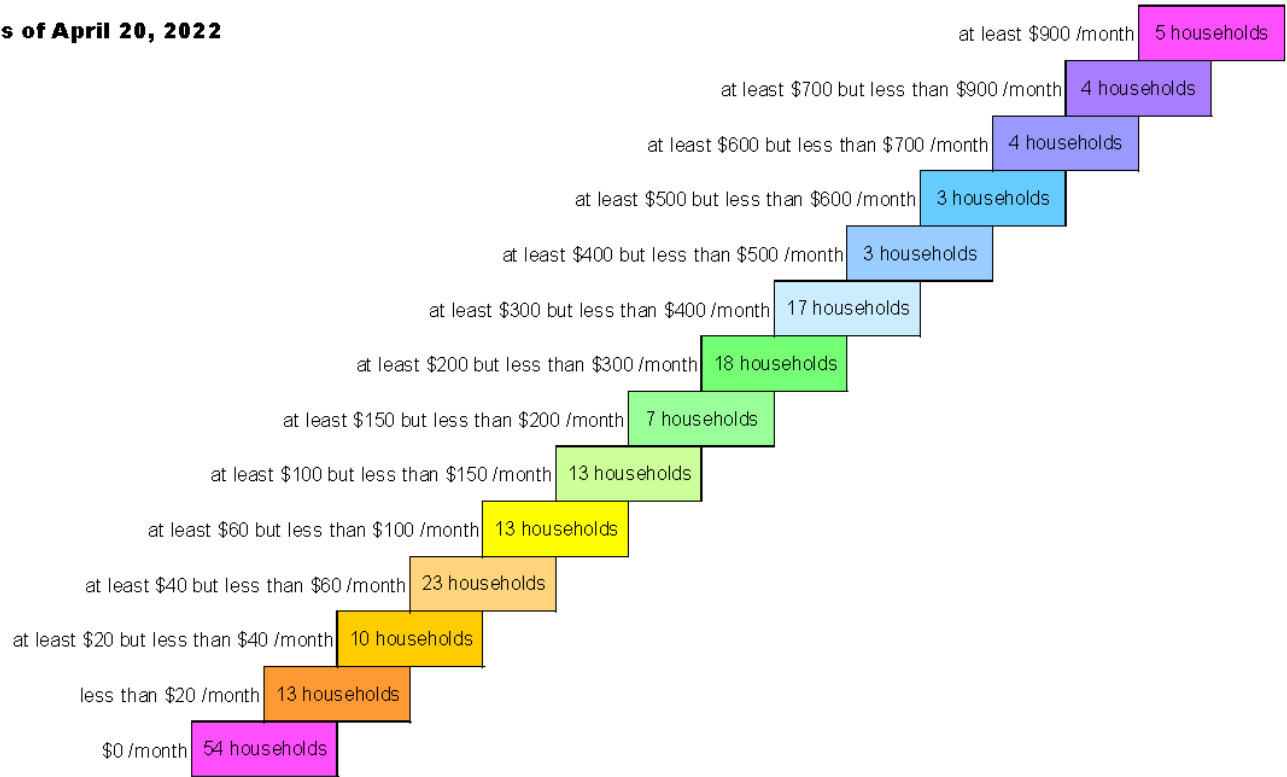 s of April 20, 2022
at least $900 /month 5 households
at least $700 but less than $900 /month 4 households
at least $600 but less than $700 /month 4 households
at least $500 but less than $600 /month 3 households
at least $400 but less than $500 /month 3 households
at least $300 but less than $400 /month 17 households
at least $200 but less than $300 /month 18 households
at least $150 but less than $200 /month 7 households
at least $100 but less than $150 /month 13 households
at least $60 but less than $100 /month 13 households
at least $40 but less than $60 /month 23 households
at least $20 but less than $40 /month 10 households
less than $20 /month 13 households
$0 /month 54 households